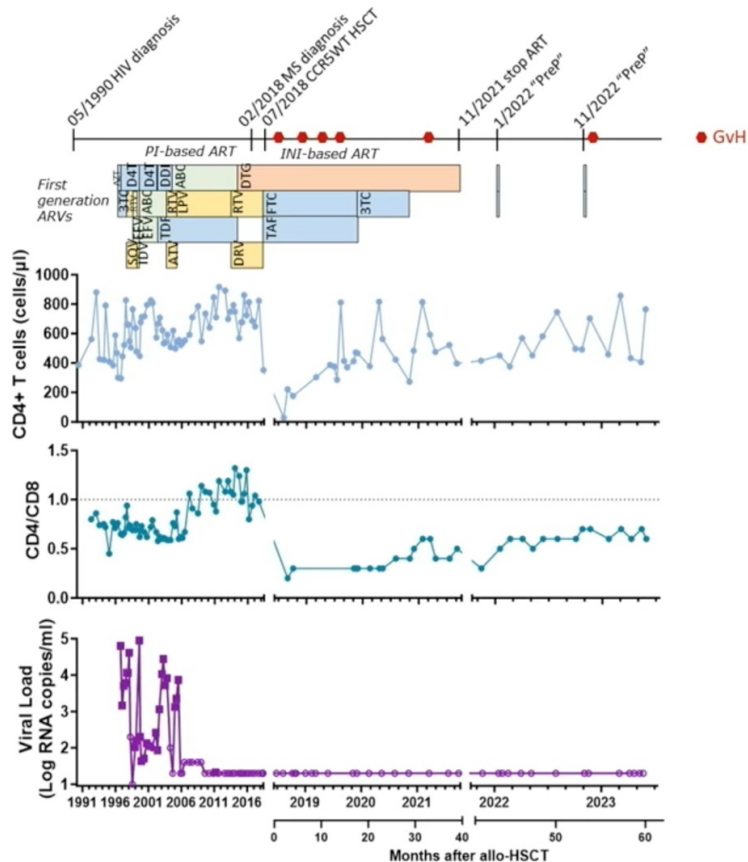 05/1990 HIV diagnosis
02/2018 MS diagnosis
07/2018 CCR5WT HSCT
11/2021 stop ART
1/2022 "PreP"
11/2022 "PreP"
GvH
PI-based ART
INI-based ART
First
generation
ARVs
AZT
D4T
D4T
DDI
ABC
DTG
3TC
RTV
EFV
ABC
RTV
LPV
RTV
FTC
3TC
IDV
EFV
TDF
TAF
SQV
ATV
DRV
CD4+ T cells (cells/µl)
1000
800
600
400
200
0
CD4/CD8
1.5
1.0
0.5
0.0
Viral Load
(Log RNA copies/ml)
5
4
3
2
1
1991 1996 2001 2006 2011 2016 2019 2020 2021 2022 2023
0 10 20 30 40 50 60
Months after allo-HSCT